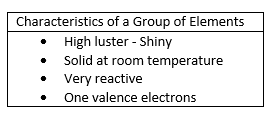 Characteristics of a Group of Elements
• High luster - Shiny
• Solid at room temperature
• Very reactive
• One valence electrons